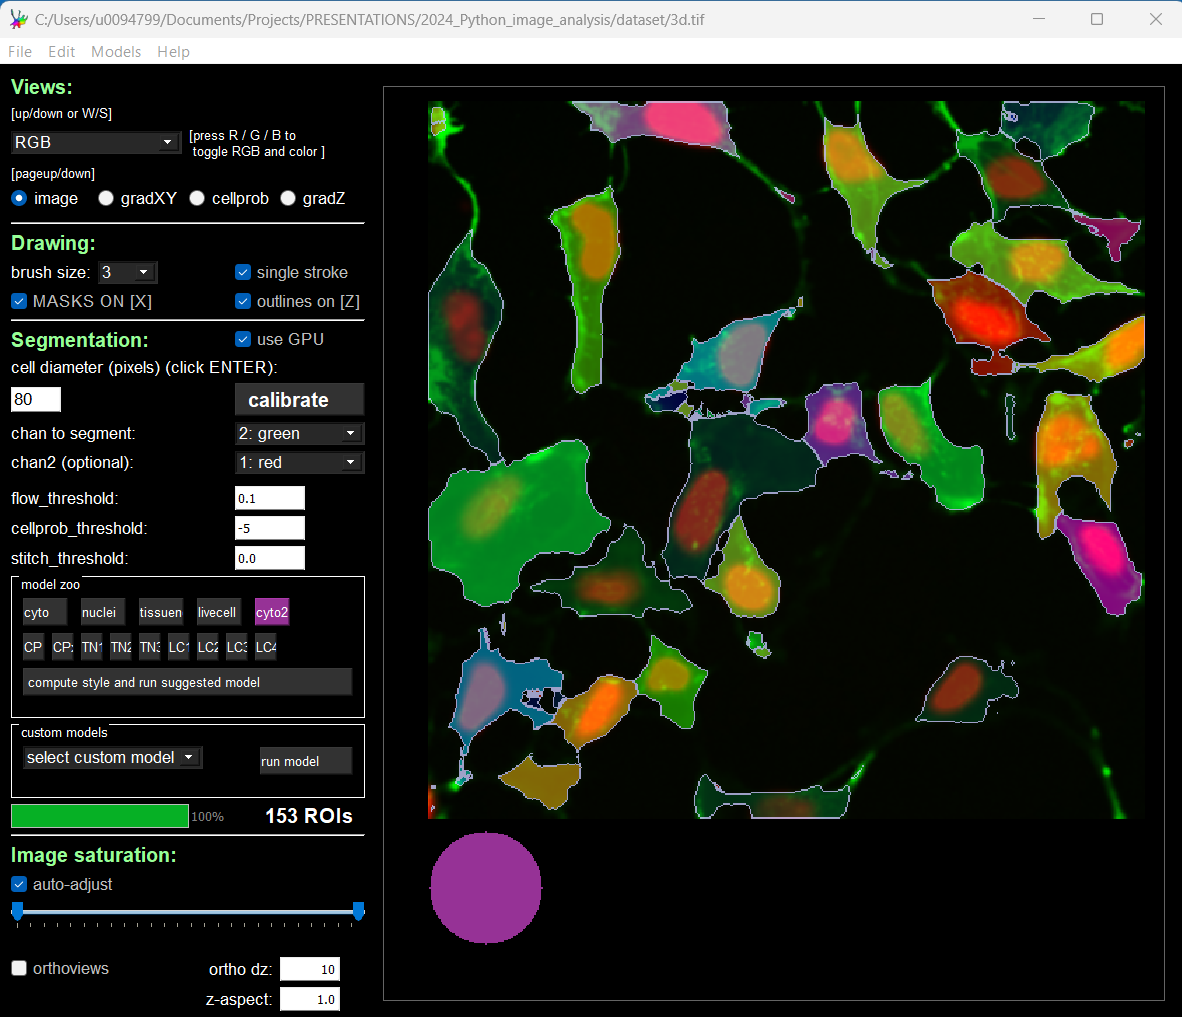 C:/Users/u0094799/Documents/Projects/PRESENTATIONS/2024_Python_image_analysis/dataset/3d.tif
File Edit Models Help
Views:
[up/down or W/S]
RGB
[press R / G / B to
toggle RGB and color ]
[pageup/down]
image gradXY cellprob gradZ
Drawing:
brush size: 3 single stroke
MASKS ON [X] outlines on [Z]
Segmentation: use GPU
cell diameter (pixels) (click ENTER):
80 calibrate
chan to segment: 2: green
chan2 (optional): 1: red
flow_threshold: 0.1
cellprob_threshold: -5
stitch_threshold: 0.0
model zoo
cyto nuclei tissuen livecell cyto2
CP CP: TN1 TN2 TN3 LC1 LC2 LC3 LC4
compute style and run suggested model
custom models
select custom model run model
100% 153 ROIs
Image saturation:
auto-adjust
orthoviews ortho dz: 10
z-aspect: 1.0